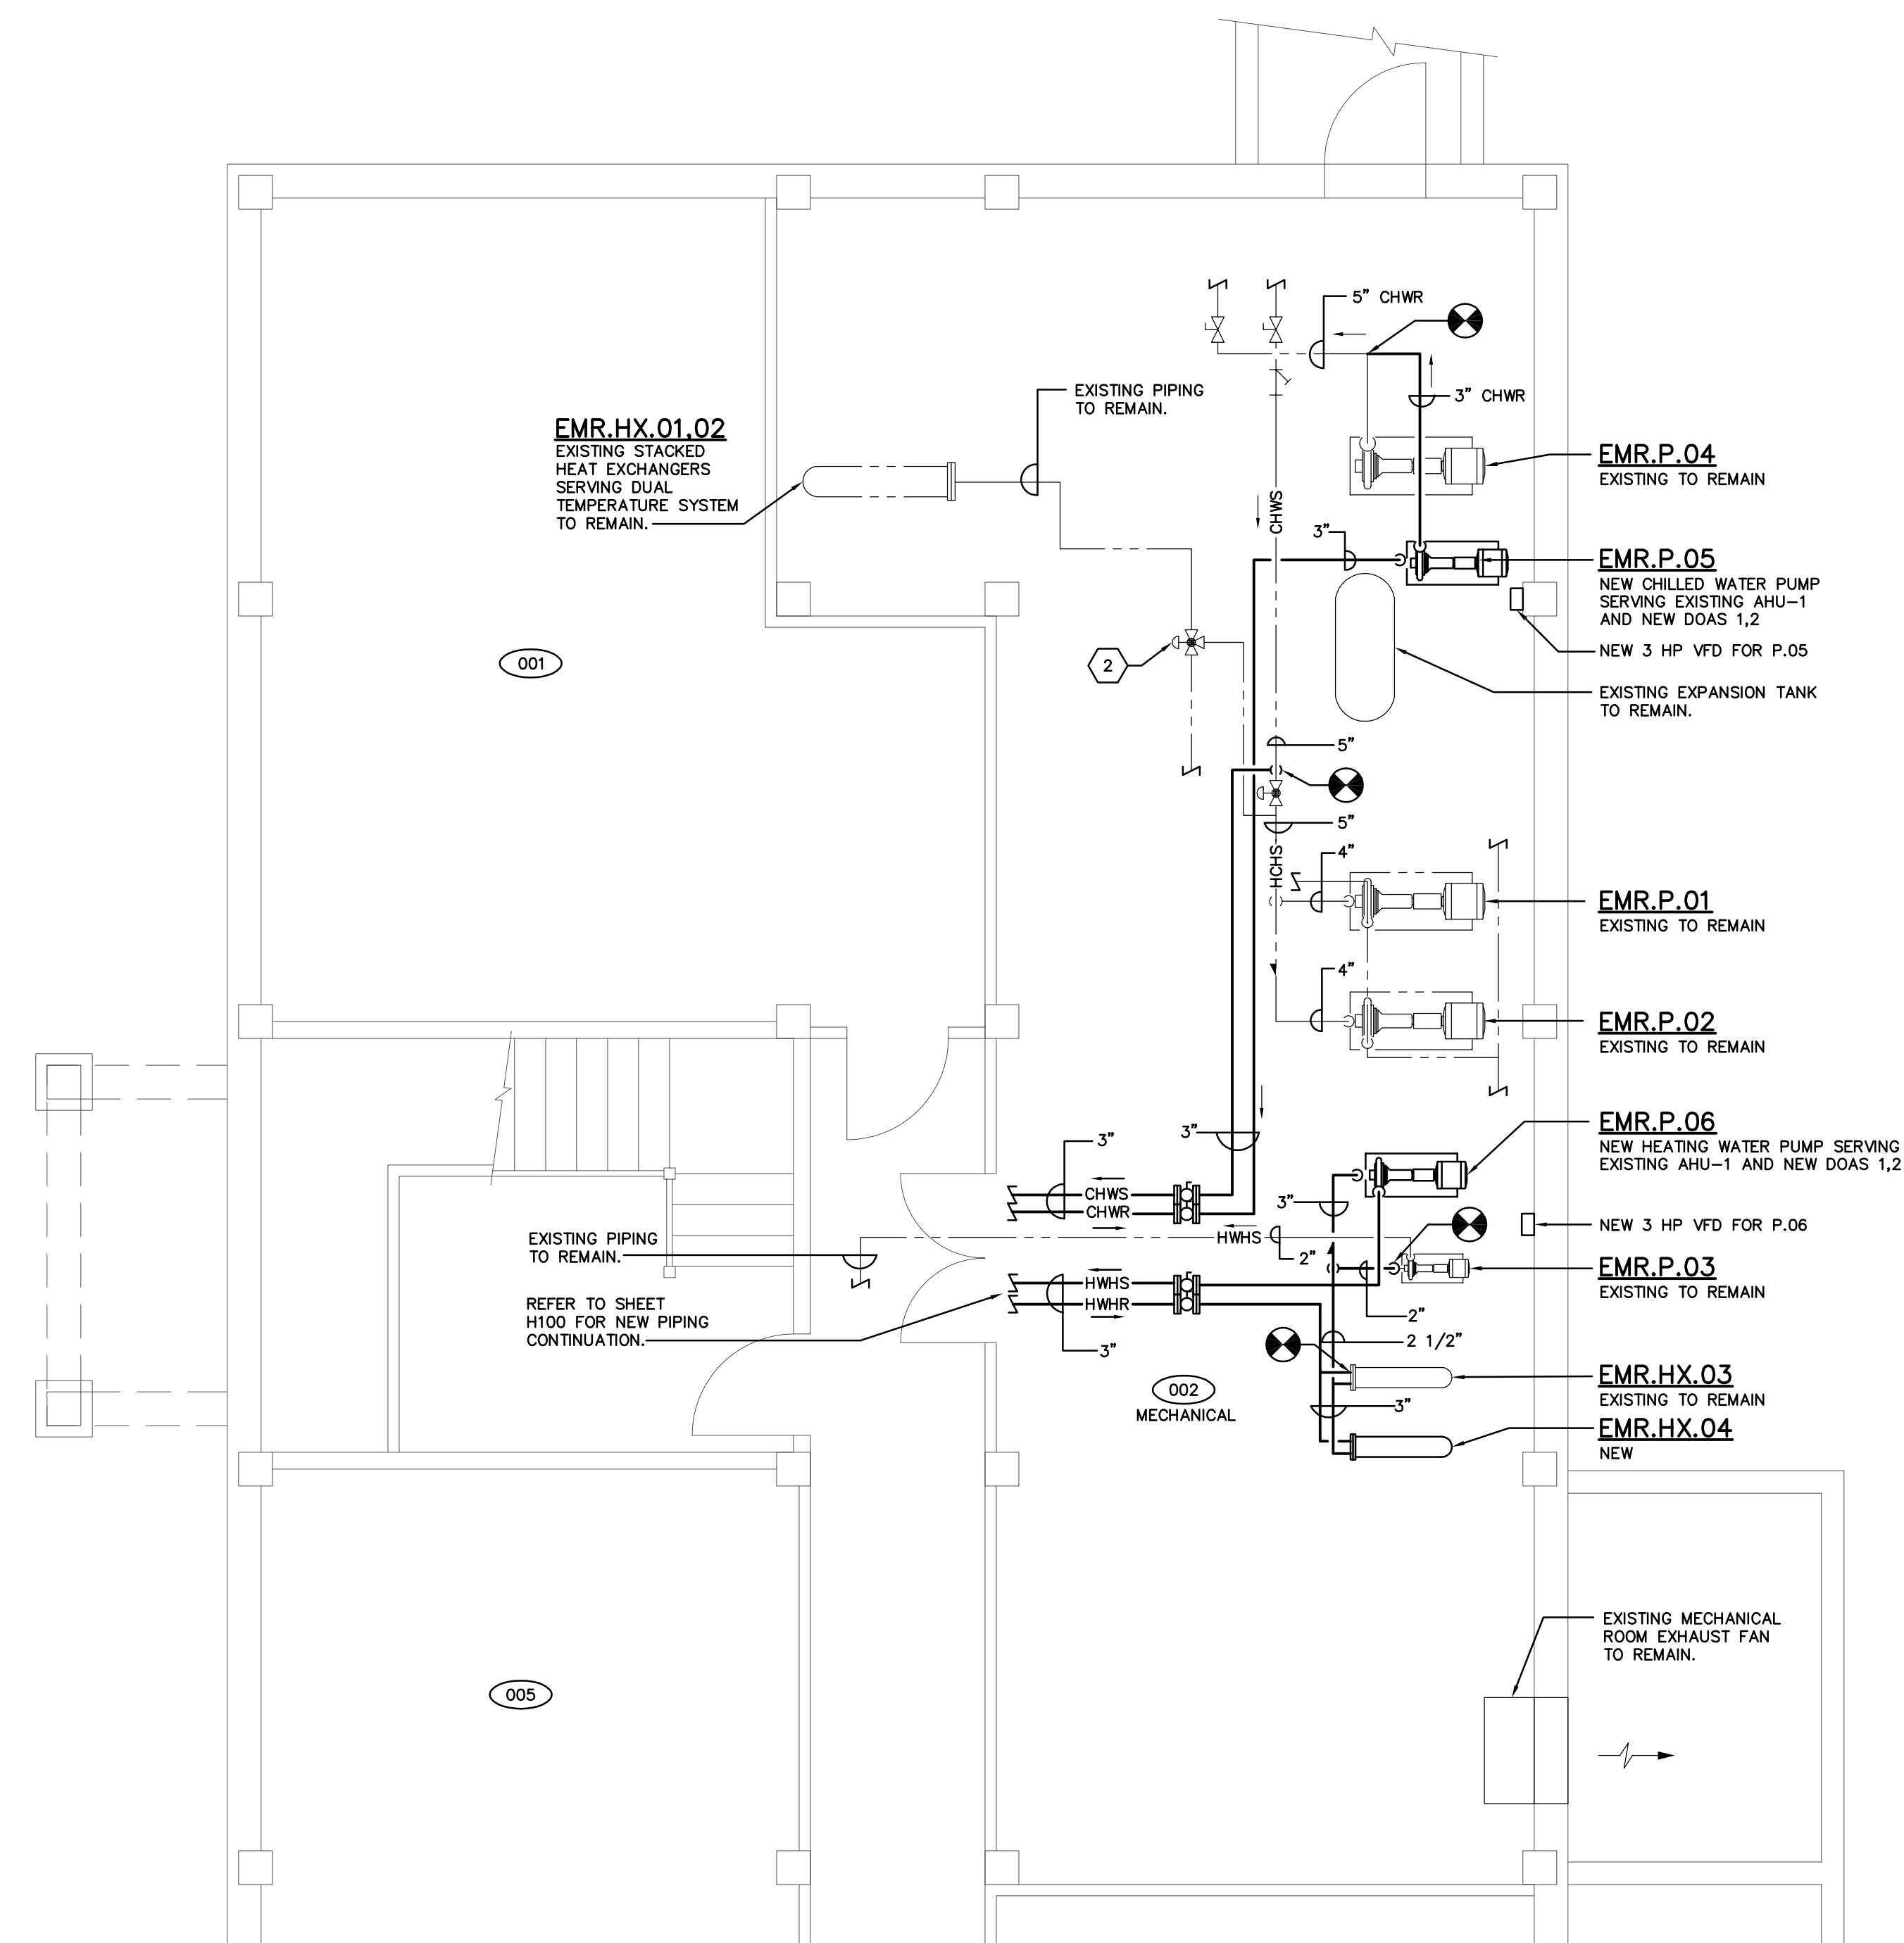 5" CHWR
3" CHWR
EXISTING PIPING
TO REMAIN.
EMR.HX.01,02
EXISTING STACKED
HEAT EXCHANGERS
SERVING DUAL
TEMPERATURE SYSTEM
TO REMAIN.
EMR.P.04
EXISTING TO REMAIN
CHWS
3"
EMR.P.05
NEW CHILLED WATER PUMP
SERVING EXISTING AHU-1
AND NEW DOAS 1,2
NEW 3 HP VFD FOR P.05
001
2
EXISTING EXPANSION TANK
TO REMAIN.
5"
5"
HCHS
4"
EMR.P.01
EXISTING TO REMAIN
4"
EMR.P.02
EXISTING TO REMAIN
EMR.P.06
NEW HEATING WATER PUMP SERVING
EXISTING AHU-1 AND NEW DOAS 1,2
3"
3"
CHWS
CHWR
3"
NEW 3 HP VFD FOR P.06
EXISTING PIPING
TO REMAIN.
HWHS
2"
EMR.P.03
EXISTING TO REMAIN
HWHS
HWHR
REFER TO SHEET
H100 FOR NEW PIPING
CONTINUATION.
2"
2 1/2"
3"
EMR.HX.03
EXISTING TO REMAIN
002
MECHANICAL
3"
EMR.HX.04
NEW
EXISTING MECHANICAL
ROOM EXHAUST FAN
TO REMAIN.
005